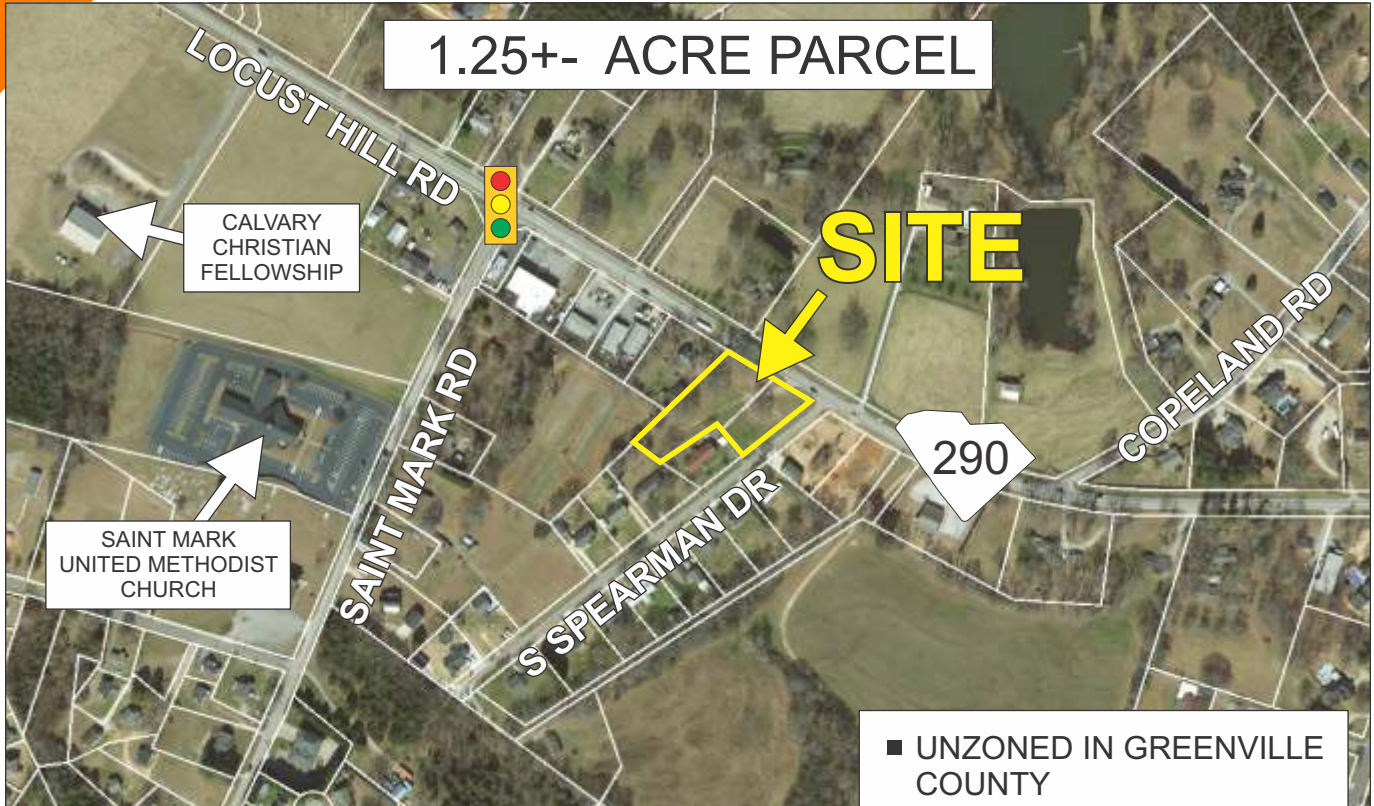 1.25+- ACRE PARCEL
LOCUST HILL RD
CALVARY
CHRISTIAN
FELLOWSHIP
SITE
COPELAND RD
290
SAINT MARK RD
SAINT MARK
UNITED METHODIST
CHURCH
S SPEARMAN DR
■ UNZONED IN GREENVILLE
COUNTY